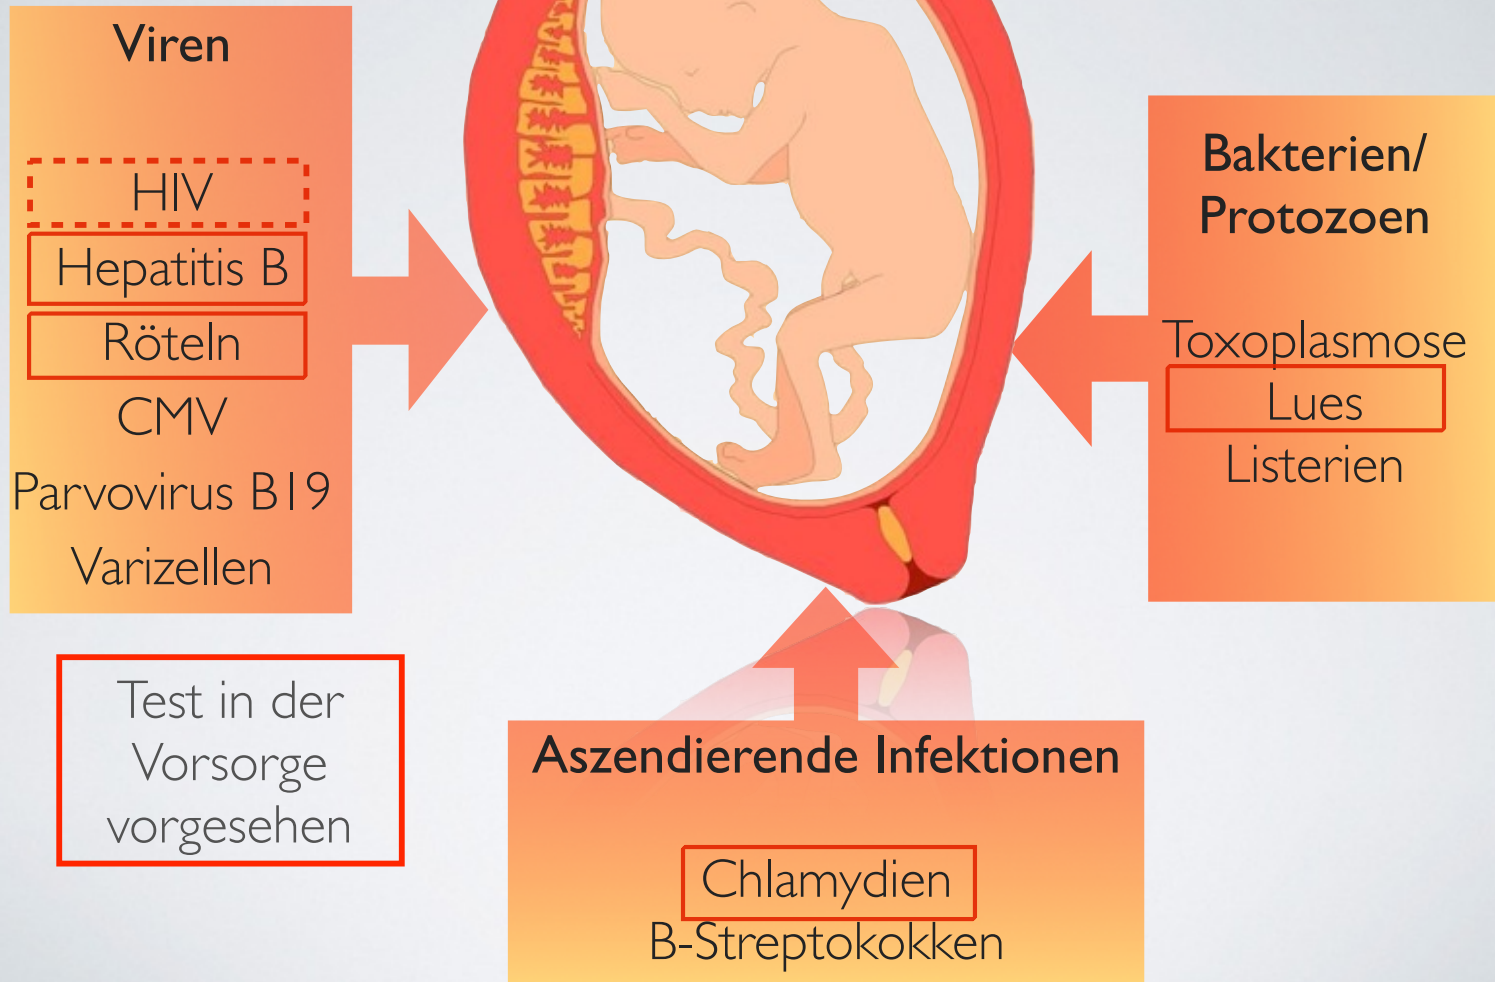 Viren
HIV
Hepatitis B
Röteln
CMV
Parvovirus B19
Varizellen
Bakterien/
Protozoen
Toxoplasmose
Lues
Listerien
Test in der
Vorsorge
vorgesehen
Aszendierende Infektionen
Chlamydien
B-Streptokokken